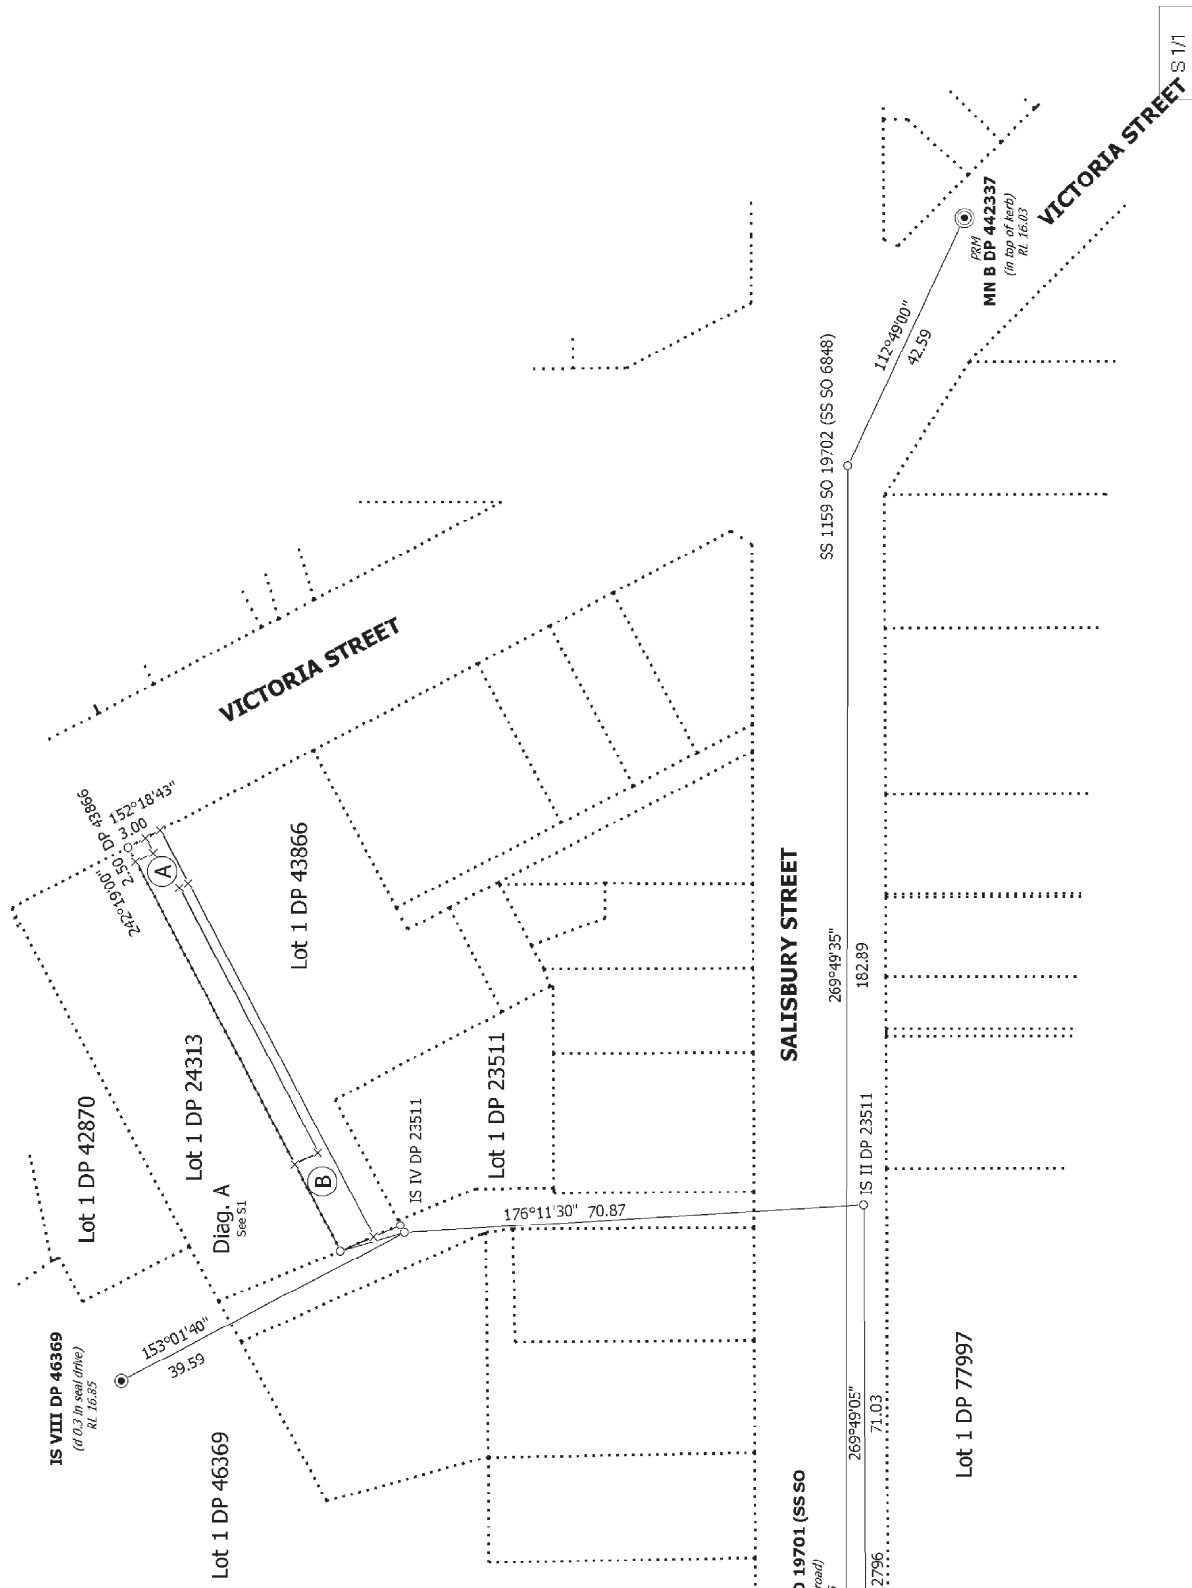 S 1/1
VICTORIA STREET
PRM
MN B DP 442337
(in top of kerb)
RL 16.03
112°49'00"
42.59
SS 1159 SO 19702 (SS SO 6848)
VICTORIA STREET
DP 43866
152°18'43"
3.00
2.50
242°19'00"
A
Lot 1 DP 43866
SALISBURY STREET
269°49'35"
182.89
Lot 1 DP 42870
Lot 1 DP 24313
Lot 1 DP 23511
IS IV DP 23511
IS II DP 23511
B
Diag. A
See S1
176°11'30" 70.87
IS VIII DP 46369
(d 0.3 in seal drive)
RL 16.85
153°01'40"
39.59
269°49'05"
71.03
Lot 1 DP 77997
Lot 1 DP 46369
19701 (SS SO
road)
2796